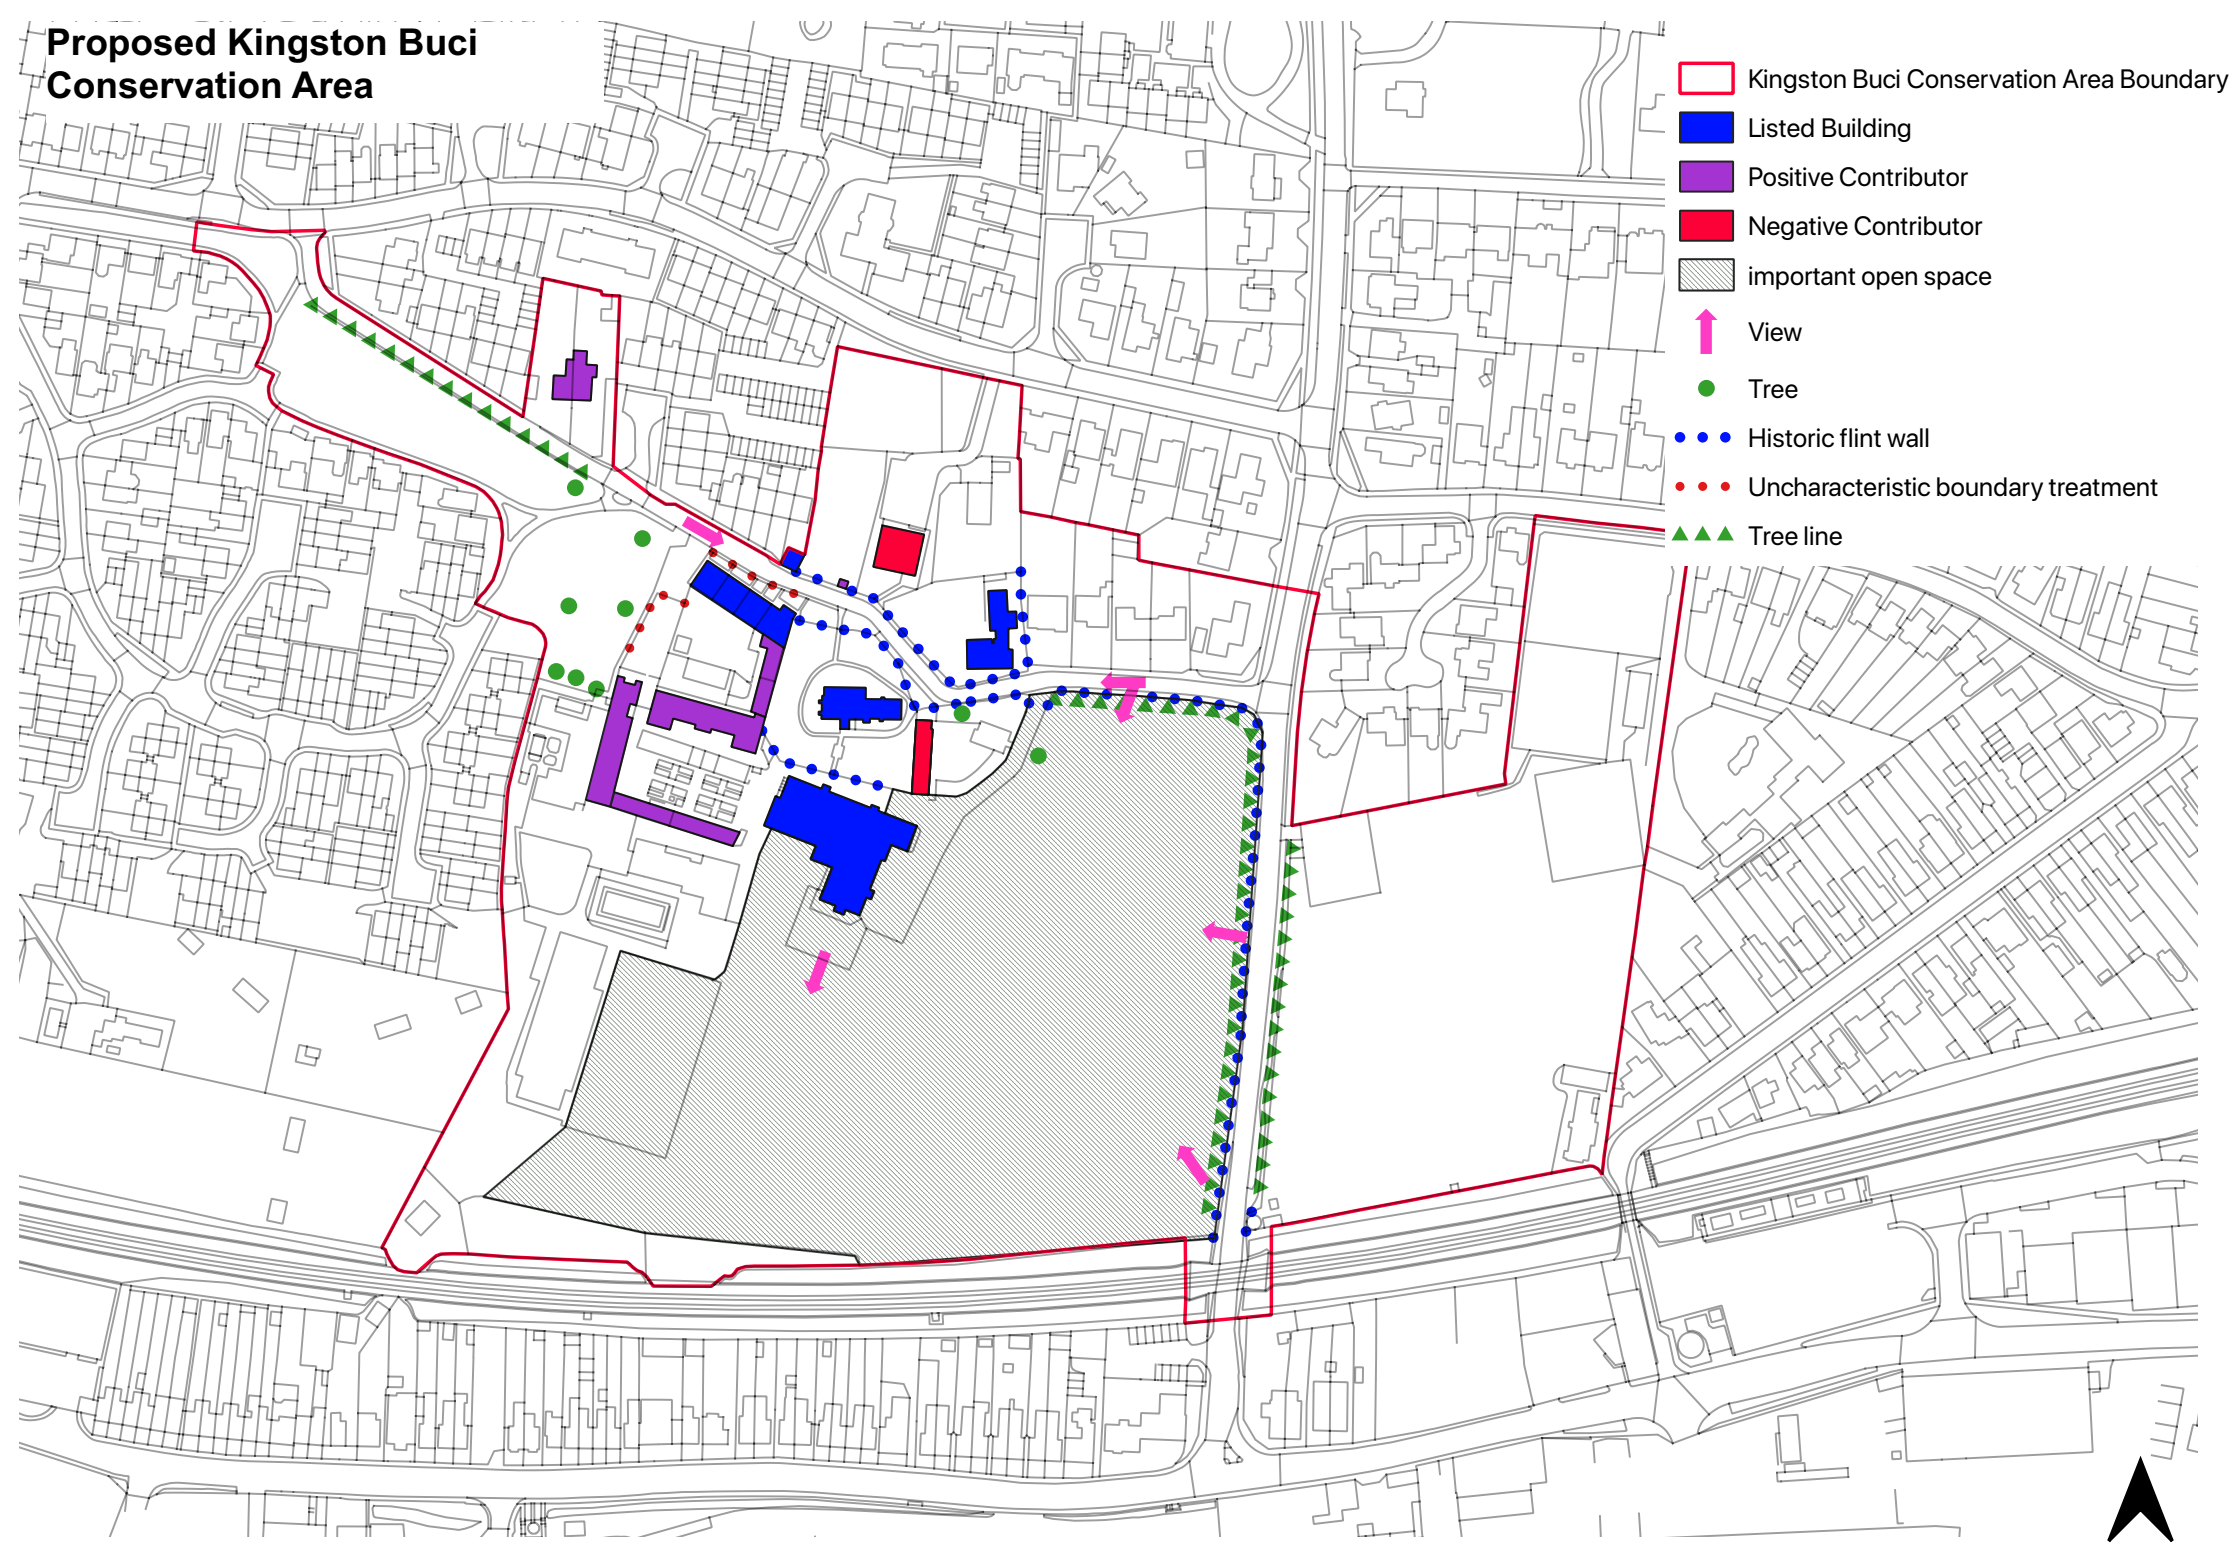 Proposed Kingston Buci
Conservation Area
Kingston Buci Conservation Area Boundary
Listed Building
Positive Contributor
Negative Contributor
important open space
View
Tree
Historic flint wall
Uncharacteristic boundary treatment
Tree line